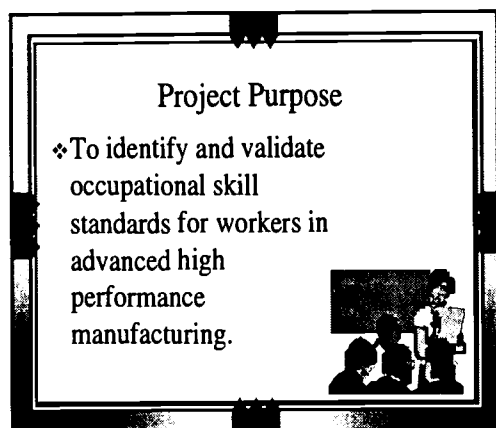 Project Purpose
❖To identify and validate
occupational skill
standards for workers in
advanced high
performance
manufacturing.